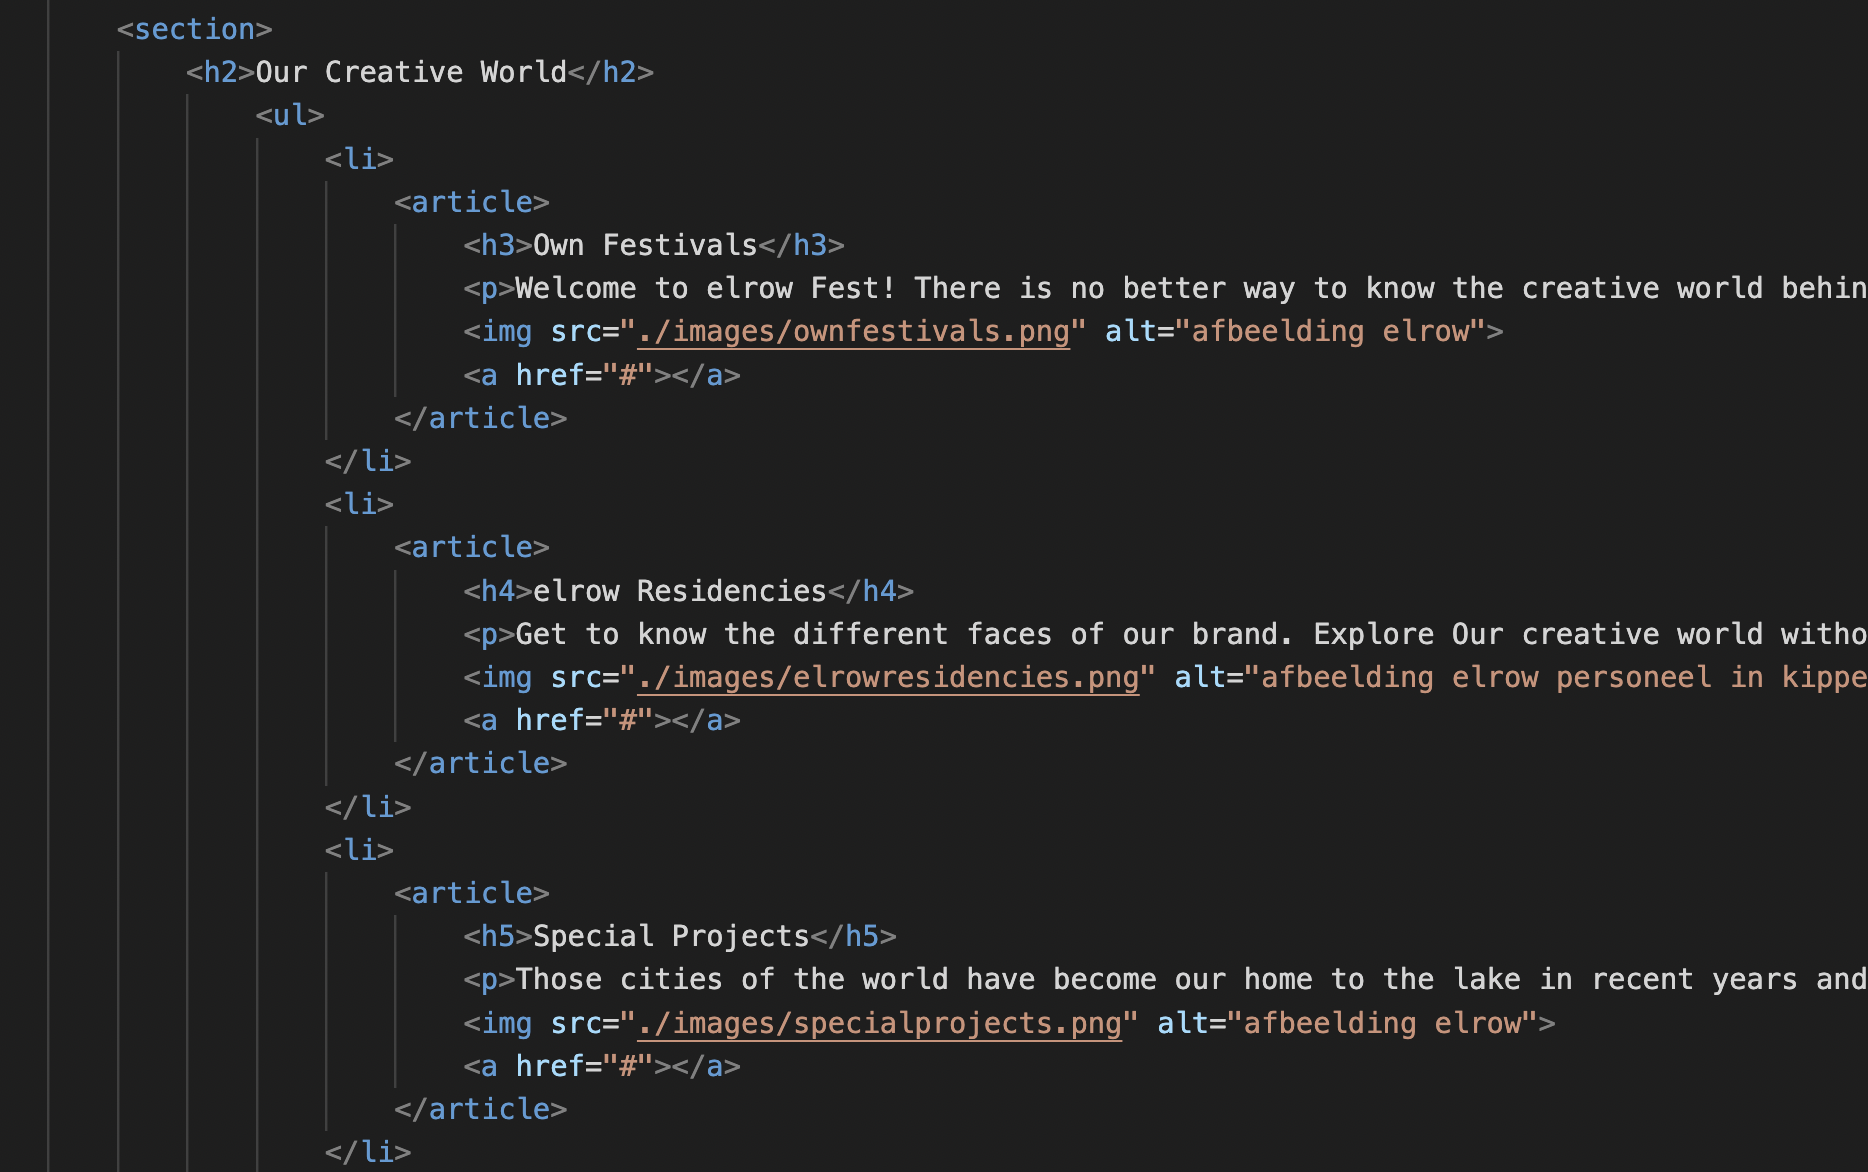 <section>
<h2>Our Creative World</h2>
<ul>
<li>
<article>
<h3>Own Festivals</h3>
<p>Welcome to elrow Fest! There is no better way to know the creative world behin
<img src="./images/ownfestivals.png" alt="afbeelding elrow">
<a href="#"></a>
</article>
</li>
<li>
<article>
<h4>elrow Residencies</h4>
<p>Get to know the different faces of our brand. Explore Our creative world witho
<img src="./images/elrowresidencies.png" alt="afbeelding elrow personeel in kippe
<a href="#"></a>
</article>
</li>
<li>
<article>
<h5>Special Projects</h5>
<p>Those cities of the world have become our home to the lake in recent years and
<img src="./images/specialprojects.png" alt="afbeelding elrow">
<a href="#"></a>
</article>
</li>